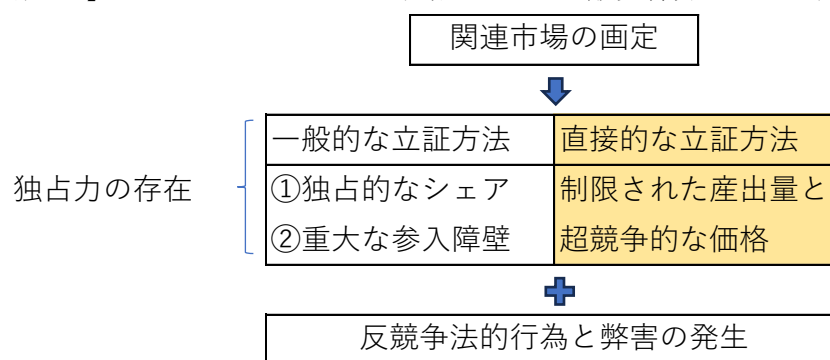 関連市場の画定
一般的な立証方法 直接的な立証方法
独占力の存在 ①独占的なシェア 制限された産出量と
②重大な参入障壁 超競争的な価格
反競争法的行為と弊害の発生